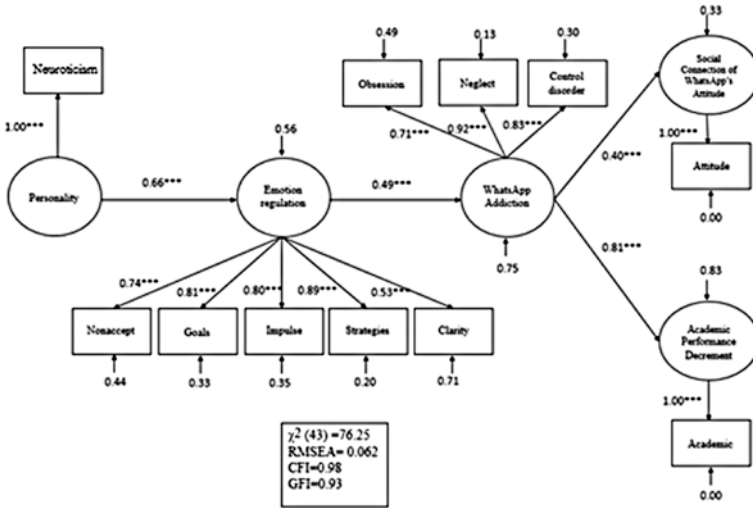 0.49
0.13
0.30
0.33
Neuroticism
Obsession
Neglect
Control
disorder
Social
Connection of
WhatsApp's
Attitude
1.00***
0.71***
0.92***
0.83***
1.00***
0.56
0.40***
Attitude
Personality
0.66***
Emotion
regulation
0.49***
WhatsApp
Addiction
0.00
0.81***
0.75
0.83
0.74***
0.81***
0.80***
0.89***
0.53***
Nonaccept
Goals
Impulse
Strategies
Clarity
Academic
Performance
Decrement
0.44
0.33
0.35
0.20
0.71
1.00***
χ2 (43) =76.25
RMSEA= 0.062
CFI=0.98
GFI=0.93
Academic
0.00